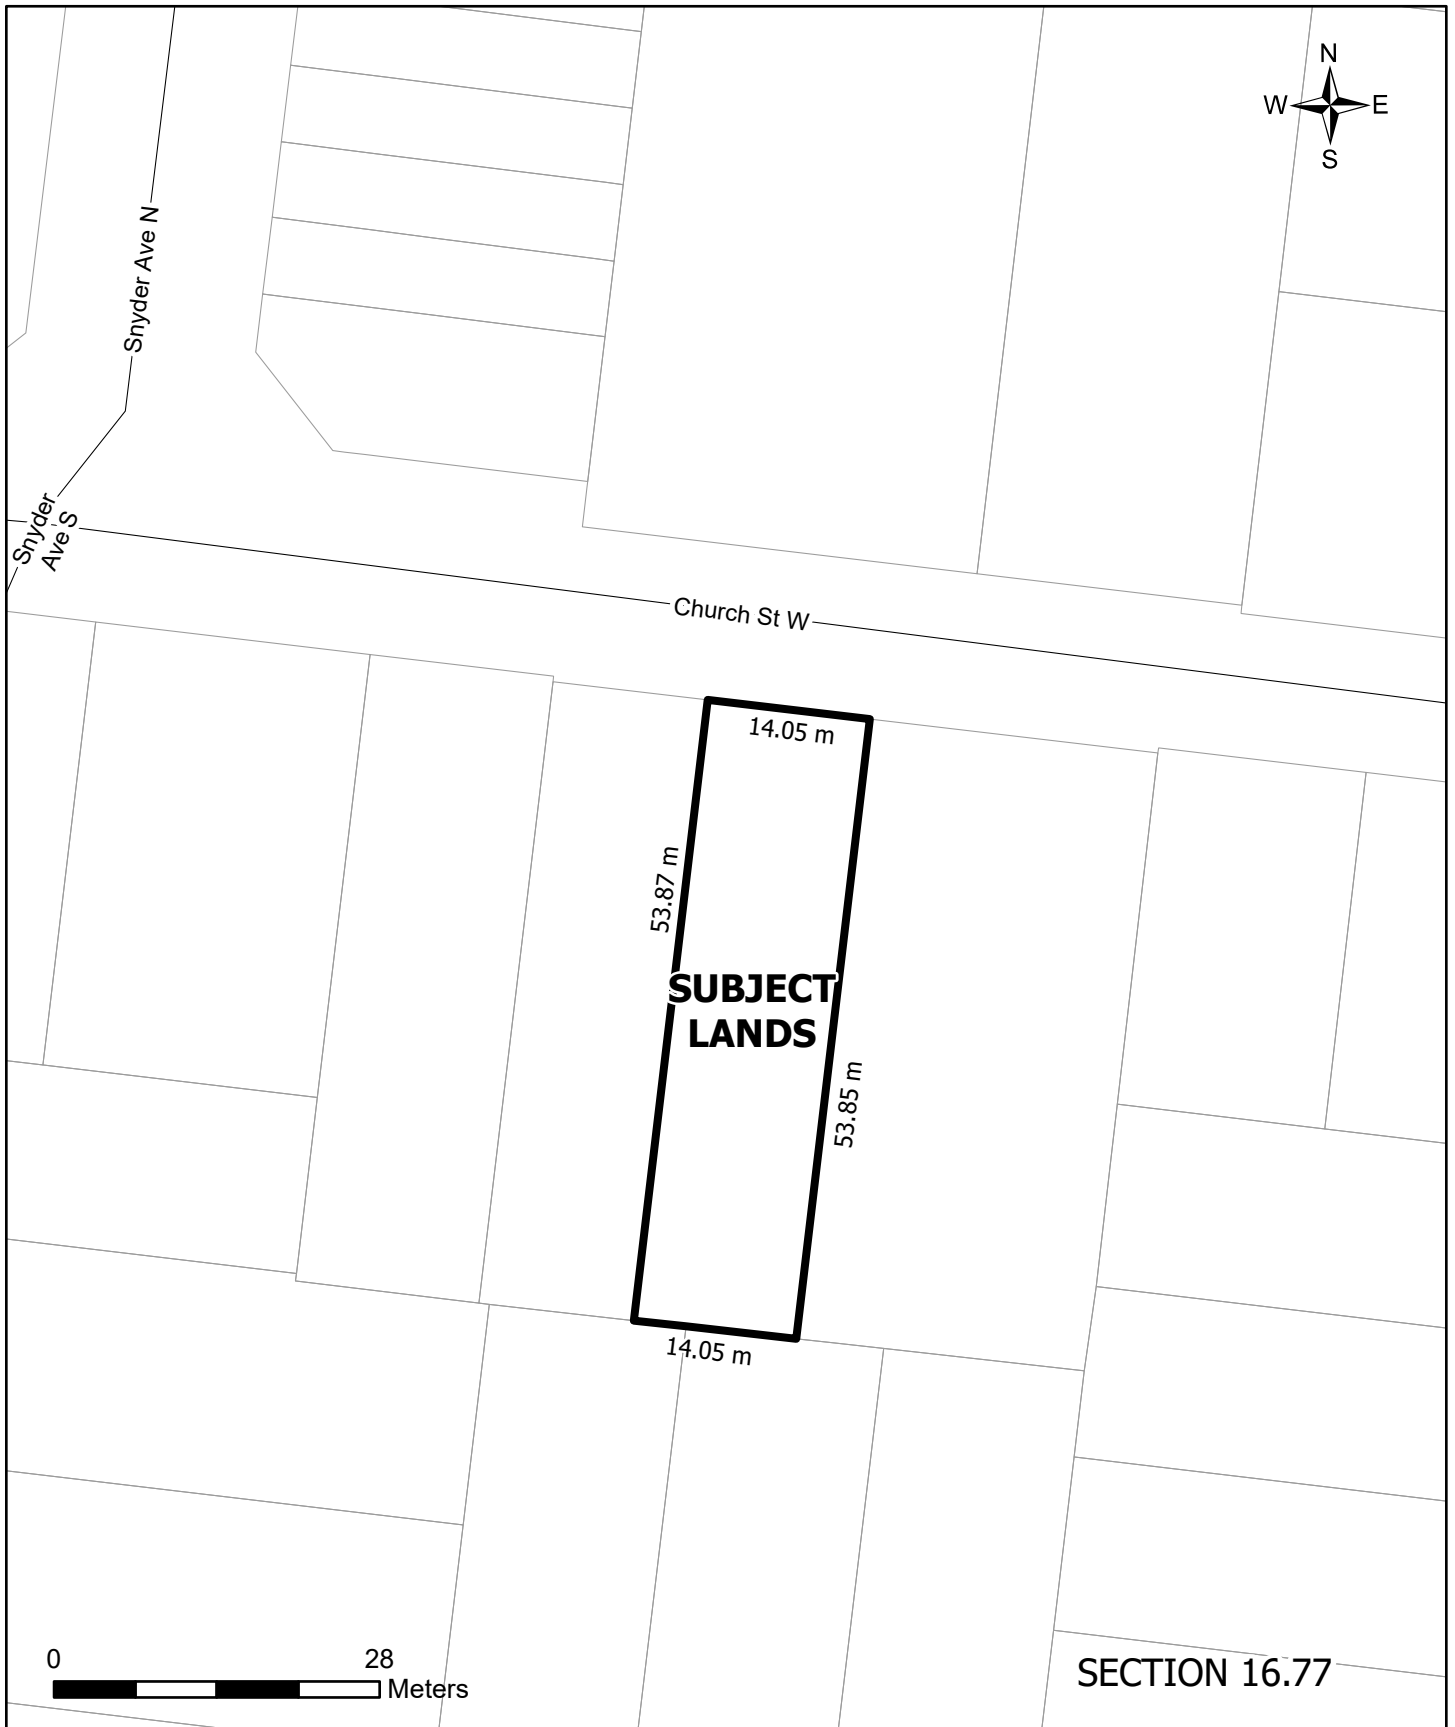 N
W E
S
Snyder Ave N
Snyder
Ave S
Church St W
14.05 m
53.87 m
SUBJECT
LANDS
53.85 m
14.05 m
0 28
Meters
SECTION 16.77